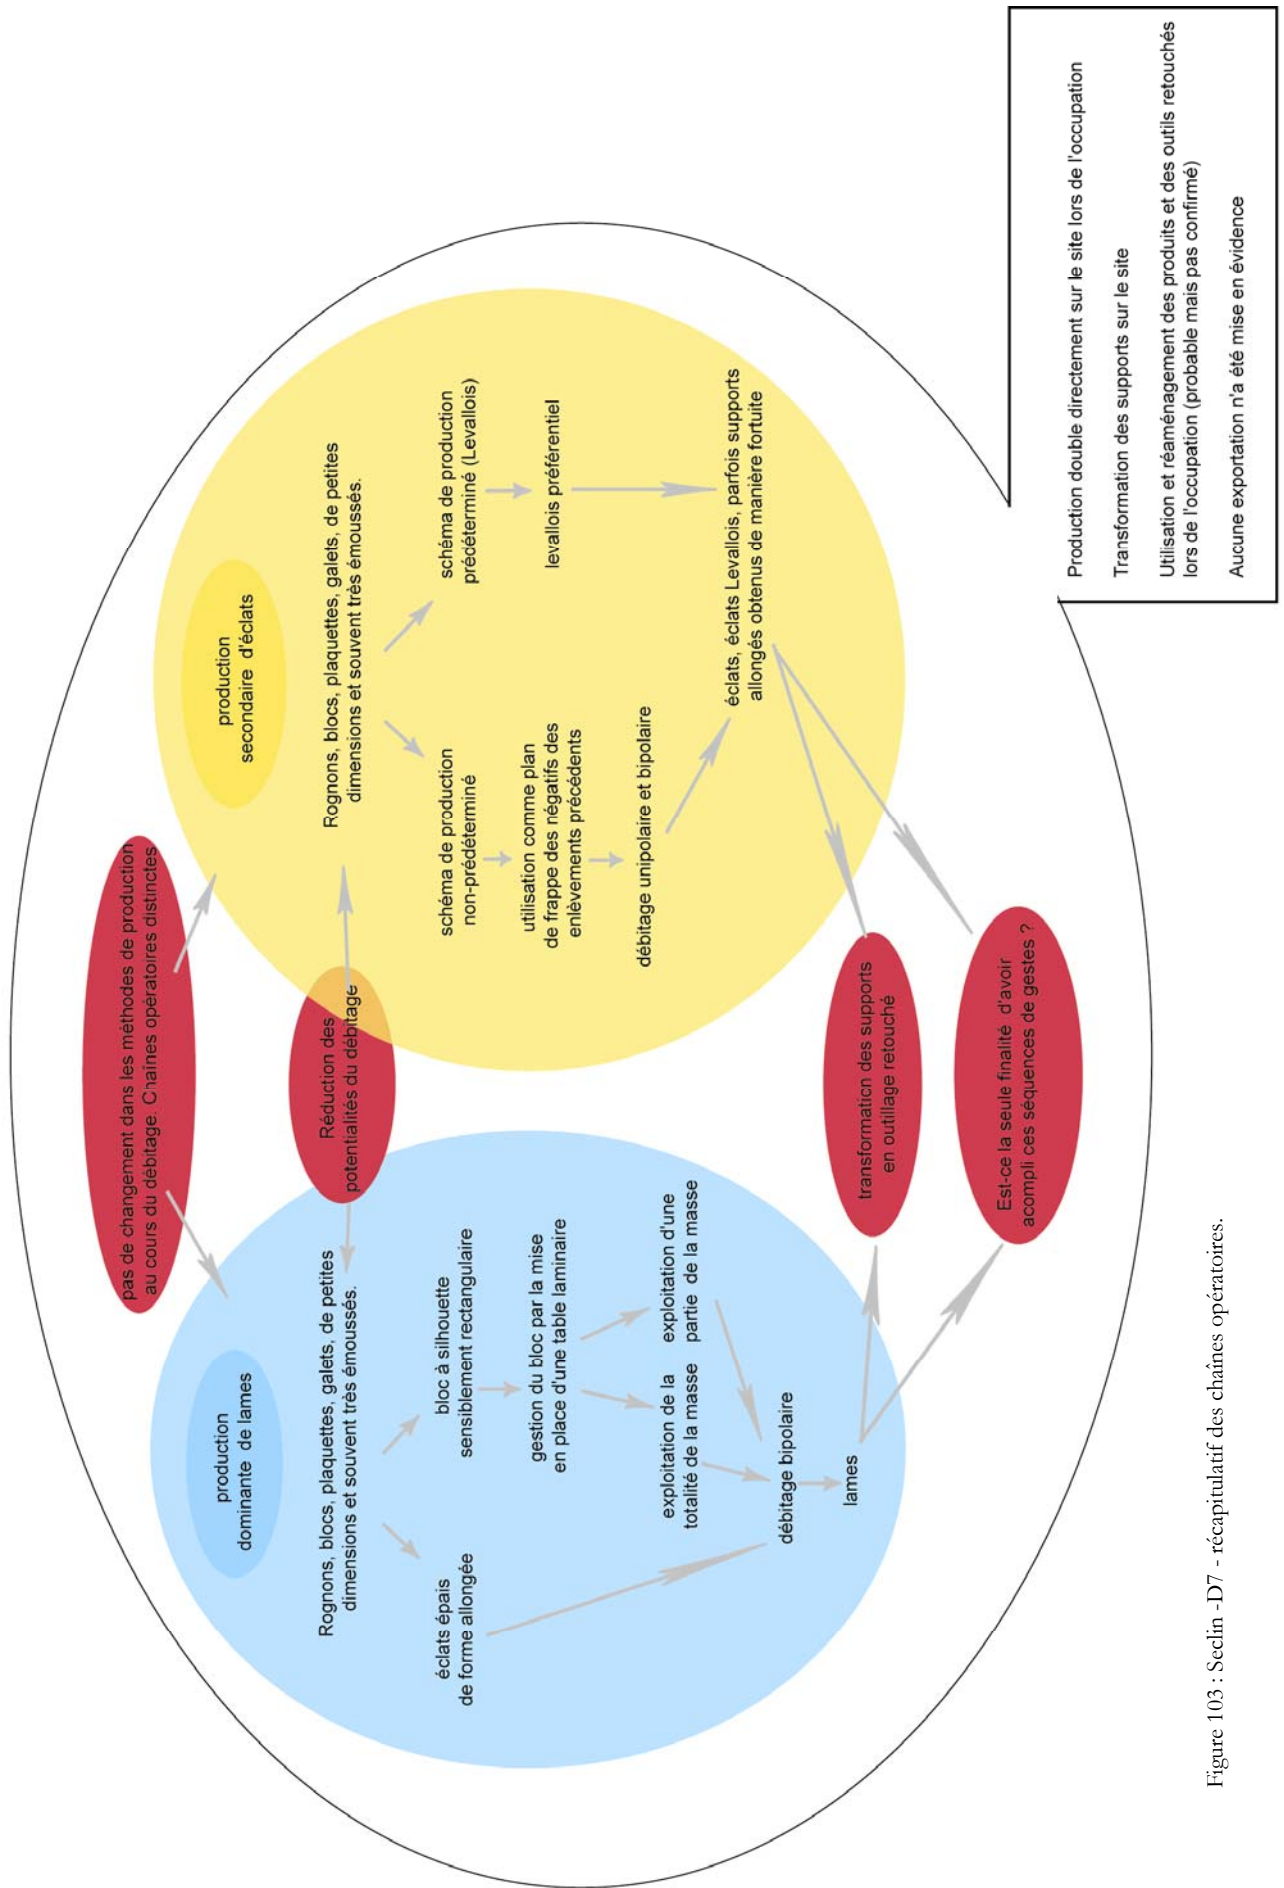 pas de changement dans les méthodes de production
au cours du débitage. Chaînes opératoires distinctes
production
dominante de lames
Rognons, blocs, plaquettes, galets, de petites
dimensions et souvent très émoussés.
éclats épais
de forme allongée
bloc à silhouette
sensiblement rectangulaire
gestion du bloc par la mise
en place d'une table laminaire
exploitation de la
totalité de la masse
exploitation d'une
partie de la masse
débitage bipolaire
lames
Réduction des
potentialités du débitage
production
secondaire d'éclats
Rognons, blocs, plaquettes, galets, de petites
dimensions et souvent très émoussés.
schéma de production
non-prédéterminé
utilisation comme plan
de frappe des négatifs des
enlèvements précédents
débitage unipolaire et bipolaire
schéma de production
prédéterminé (Levallois)
levallois préférentiel
éclats, éclats Levallois, parfois supports
allongés obtenus de manière fortuite
transformation des supports
en outillage retouché
Est-ce la seule finalité d'avoir
acompli ces séquences de gestes ?
Production double directement sur le site lors de l'occupation
Transformation des supports sur le site
Utilisation et réaménagement des produits et des outils retouchés
lors de l'occupation (probable mais pas confirmé)
Aucune exportation n'a été mise en évidence
Figure 103 : Seclin -D7 - récapitulatif des chaînes opératoires.